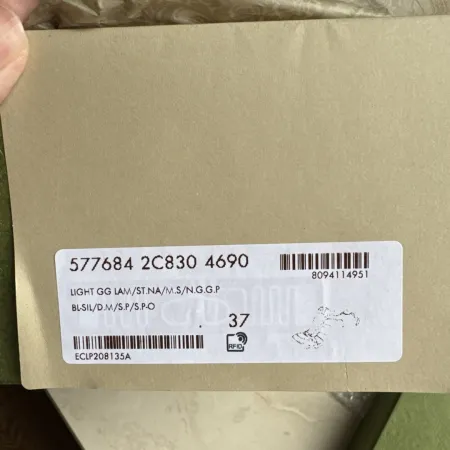 577684 2C830 4690
8094114951
LIGHT GG LAM/ST.NA/M.S/N.G.G.P
BL-SIL/D.M/S.P/S.P-O
. 37
RFID
ECLP208135A